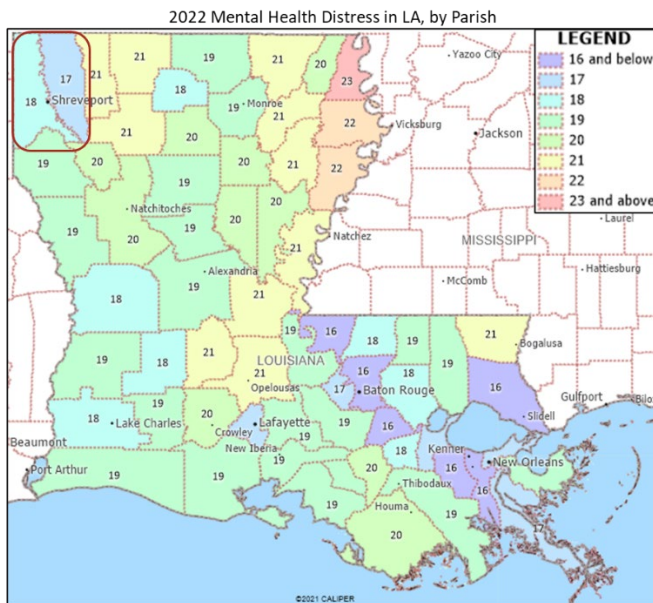 2022 Mental Health Distress in LA, by Parish
LEGEND
16 and below
17
18
19
20
21
22
23 and above
21
19
21
20
23
17
21
18
Yazoo City
18
Shreveport
19
Monroe
21
22
Vicksburg
Jackson
21
20
19
20
19
20
21
22
Natchitoches
20
19
20
20
Laurel
19
19
21
Natchez
MISSISSIPPI
Hattiesburg
Alexandria
McComb
18
19
21
19
16
18
19
21
Bogalusa
19
18
21
LOUISIANA
21
16
18
19
16
Opelousas
17
Baton Rouge
Gulfport
Slidell
18
Lake Charles
20
Lafayette
19
16
Beaumont
19
Crowley
18
Kenner
New Iberia
19
20
16
New Orleans
Port Arthur
19
19
19
Thibodaux
16
19
Houma
19
20
17
©2021 CALIPER